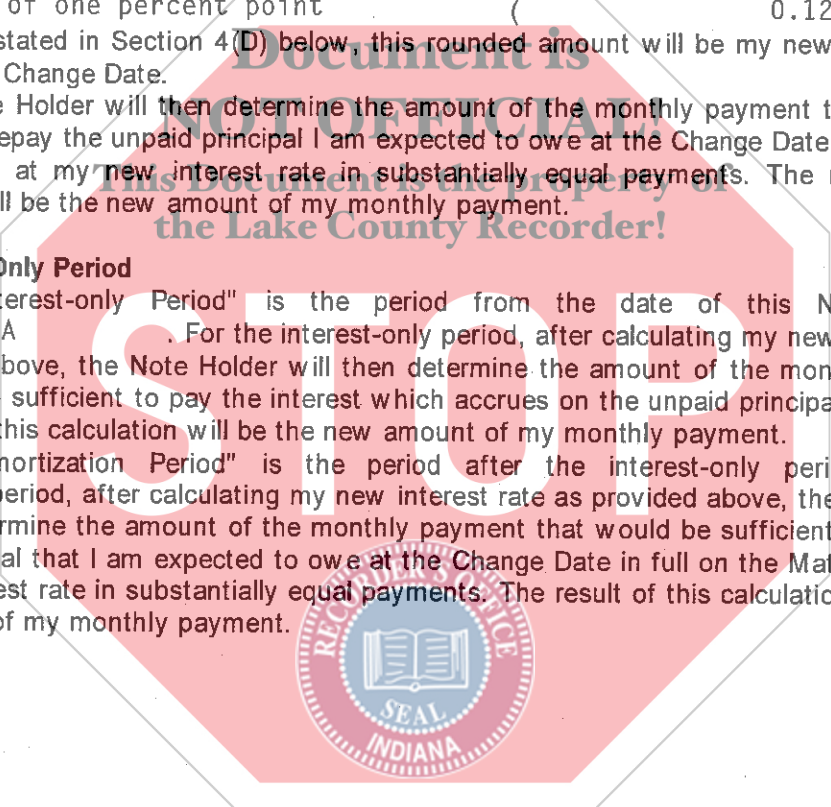 of one percent point ( 0.12
stated in Section 4(D) below, this rounded amount will be my new
Change Date.
Document is
Holder will then determine the amount of the monthly payment t
NOT OFFICIAL!
epay the unpaid principal I am expected to owe at the Change Date
at my new interest rate in substantially equal payments. The
This Document is the property of
ll be the new amount of my monthly payment.
the Lake County Recorder!
Only Period
terest-only Period" is the period from the date of this N
A . For the interest-only period, after calculating my new
bove, the Note Holder will then determine the amount of the mon
sufficient to pay the interest which accrues on the unpaid principa
this calculation will be the new amount of my monthly payment.
STOP
mortization Period" is the period after the interest-only peri
period, after calculating my new interest rate as provided above, the
rmine the amount of the monthly payment that would be sufficient
al that I am expected to owe at the Change Date in full on the Mat
est rate in substantially equal payments. The result of this calculatio
of my monthly payment.
RECORDER'S OFFICE
SEAL
INDIANA